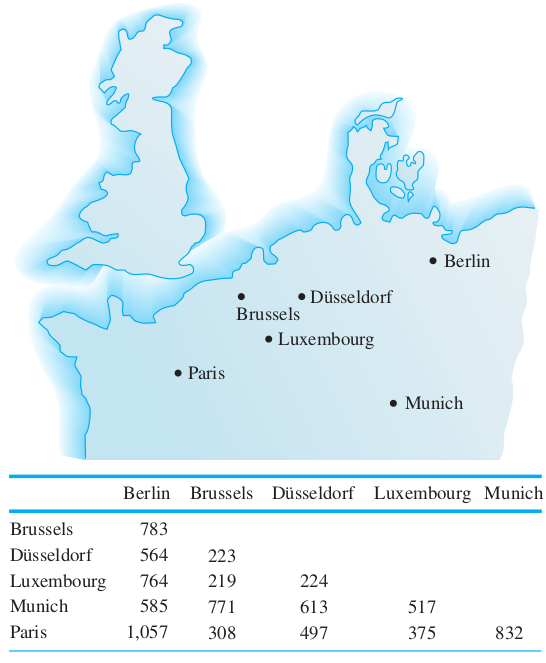 Berlin
Düsseldorf
Brussels
Luxembourg
Paris
Munich
Berlin Brussels Düsseldorf Luxembourg Munich
Brussels 783
Düsseldorf 564 223
Luxembourg 764 219 224
Munich 585 771 613 517
Paris 1,057 308 497 375 832